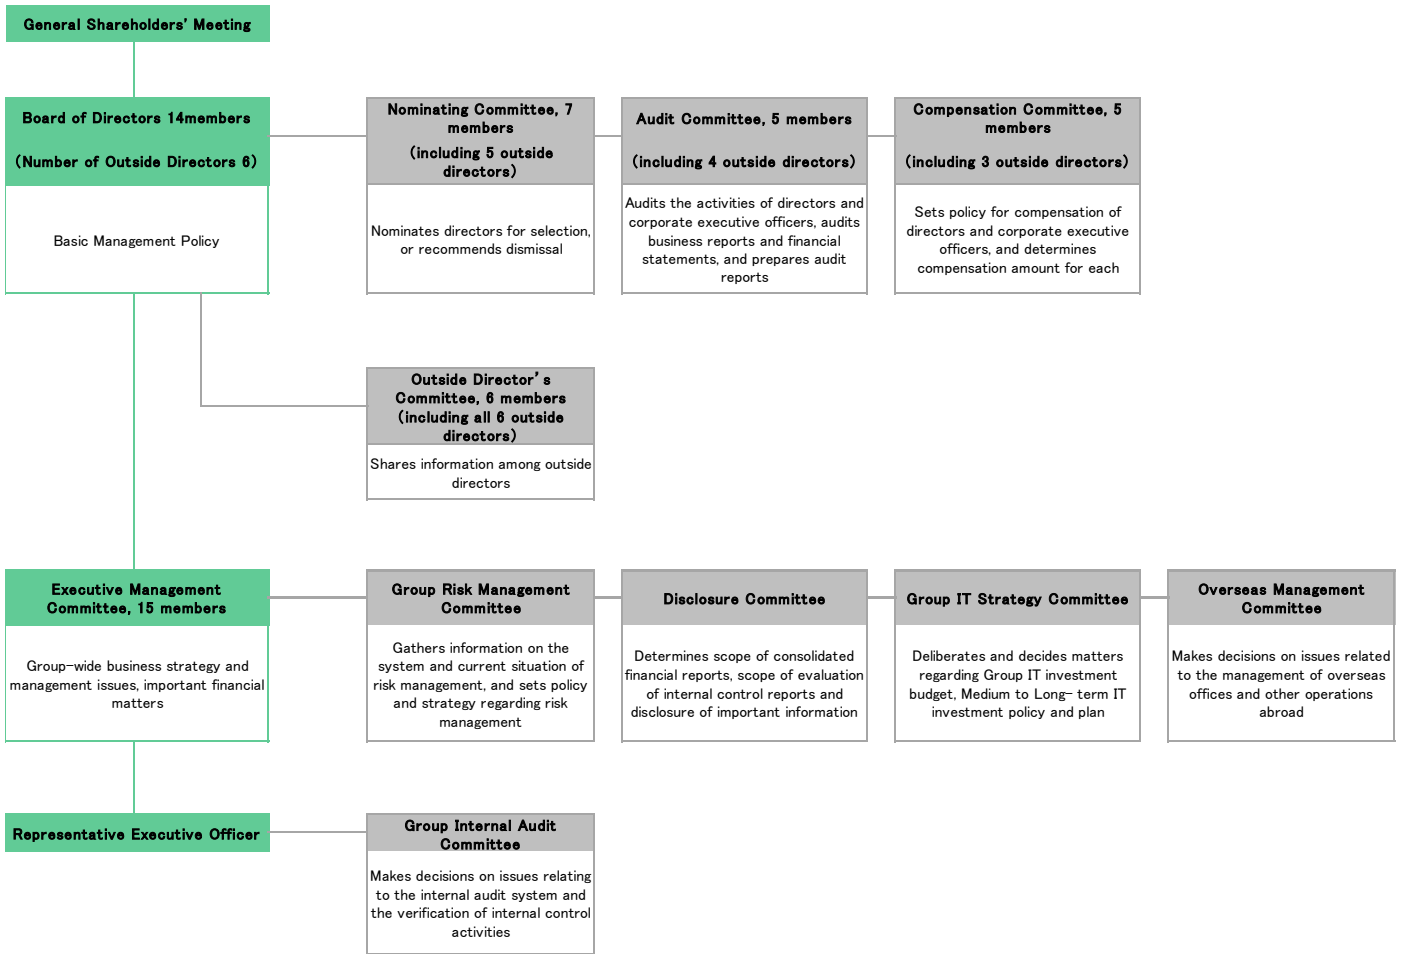 General Shareholders' Meeting
Board of Directors 14members
(Number of Outside Directors 6)
Basic Management Policy
Nominating Committee, 7
members
(including 5 outside
directors)
Nominates directors for selection,
or recommends dismissal
Audit Committee, 5 members
(including 4 outside directors)
Audits the activities of directors and
corporate executive officers, audits
business reports and financial
statements, and prepares audit
reports
Compensation Committee, 5
members
(including 3 outside directors)
Sets policy for compensation of
directors and corporate executive
officers, and determines
compensation amount for each
Outside Director’s
Committee, 6 members
(including all 6 outside
directors)
Shares information among outside
directors
Executive Management
Committee, 15 members
Group-wide business strategy and
management issues, important financial
matters
Group Risk Management
Committee
Gathers information on the
system and current situation of
risk management, and sets policy
and strategy regarding risk
management
Disclosure Committee
Determines scope of consolidated
financial reports, scope of evaluation
of internal control reports and
disclosure of important information
Group IT Strategy Committee
Deliberates and decides matters
regarding Group IT investment
budget, Medium to Long- term IT
investment policy and plan
Overseas Management
Committee
Makes decisions on issues related
to the management of overseas
offices and other operations
abroad
Representative Executive Officer
Group Internal Audit
Committee
Makes decisions on issues relating
to the internal audit system and
the verification of internal control
activities